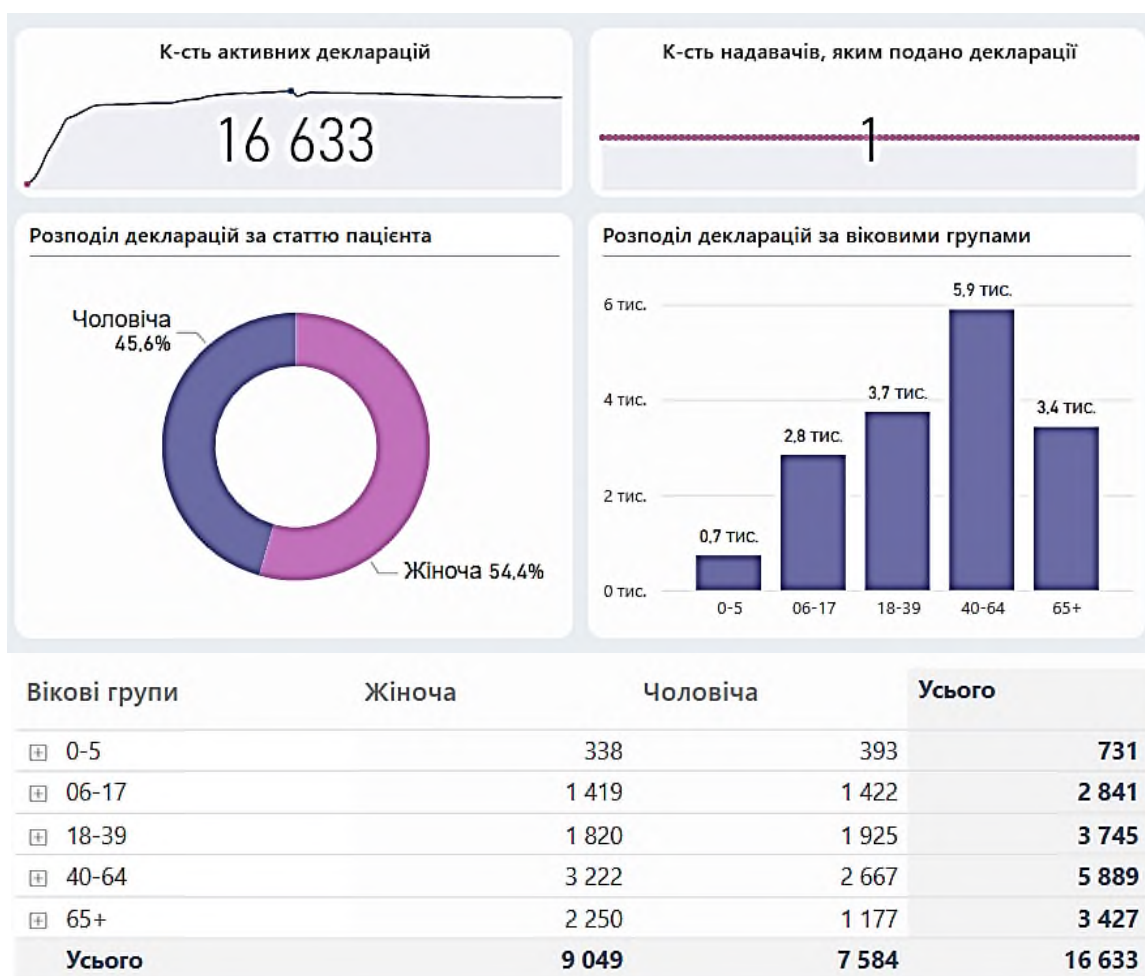 К-сть активних декларацій
16 633
К-сть надавачів, яким подано декларації
1
Розподіл декларацій за статтю пацієнта
Чоловіча
45,6%
Жіноча 54,4%
Розподіл декларацій за віковими групами
6 тис.
4 тис.
2 тис.
0 тис.
0,7 тис.
2,8 тис.
3,7 тис.
5,9 тис.
3,4 тис.
0-5 06-17 18-39 40-64 65+
Вікові групи Жіноча Чоловіча Усього
0-5 338 393 731
06-17 1 419 1 422 2 841
18-39 1 820 1 925 3 745
40-64 3 222 2 667 5 889
65+ 2 250 1 177 3 427
Усього 9 049 7 584 16 633